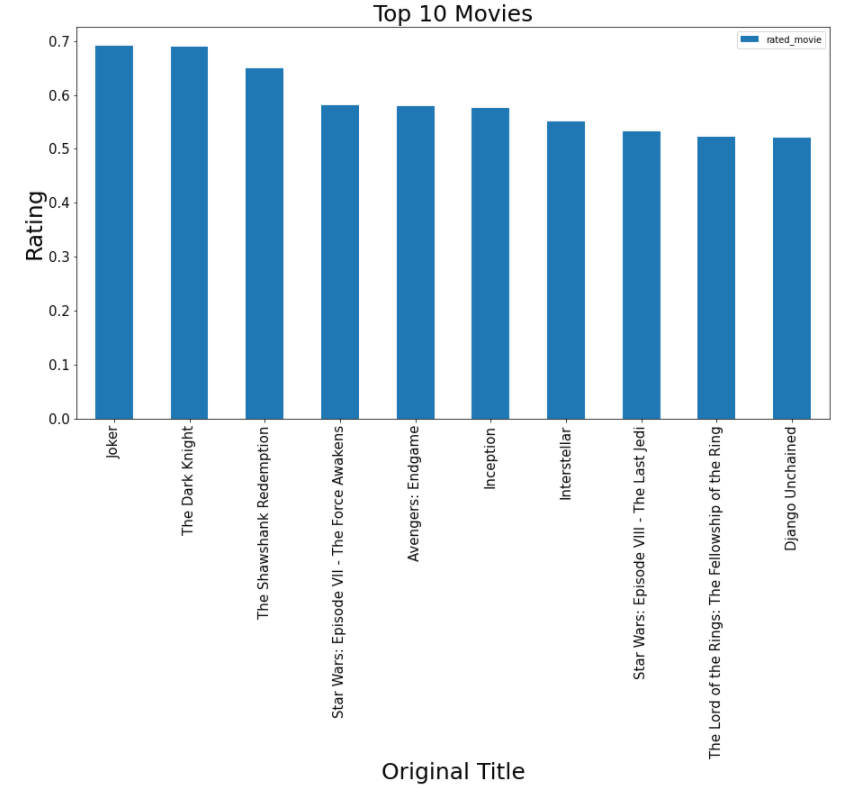 Top 10 Movies
rated_movie
Rating
0.7
0.6
0.5
0.4
0.3
0.2
0.1
0.0
Joker
The Dark Knight
The Shawshank Redemption
Star Wars: Episode VII - The Force Awakens
Avengers: Endgame
Inception
Interstellar
Star Wars: Episode VIII - The Last Jedi
The Lord of the Rings: The Fellowship of the Ring
Django Unchained
Original Title